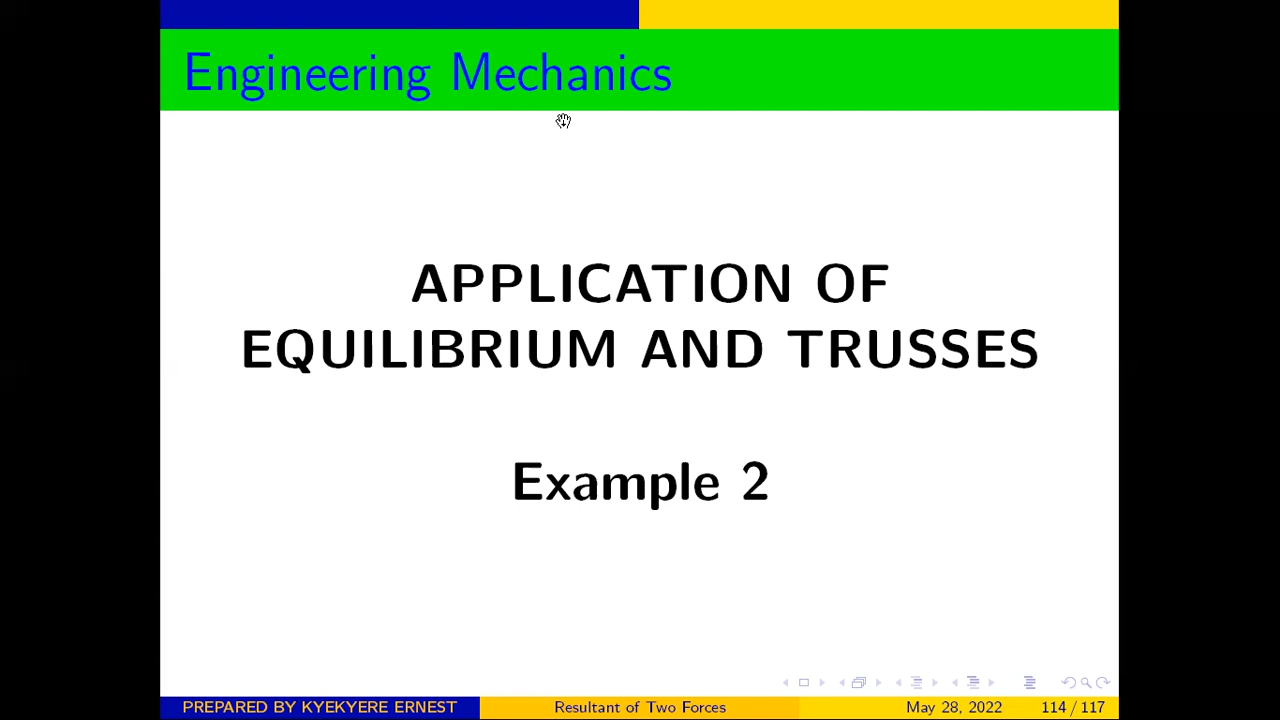 Engineering Mechanics
APPLICATION OF
EQUILIBRIUM AND TRUSSES
Example 2
PREPARED BY KYEKYERE ERNEST
Resultant of Two Forces
May 28, 2022
114 / 117